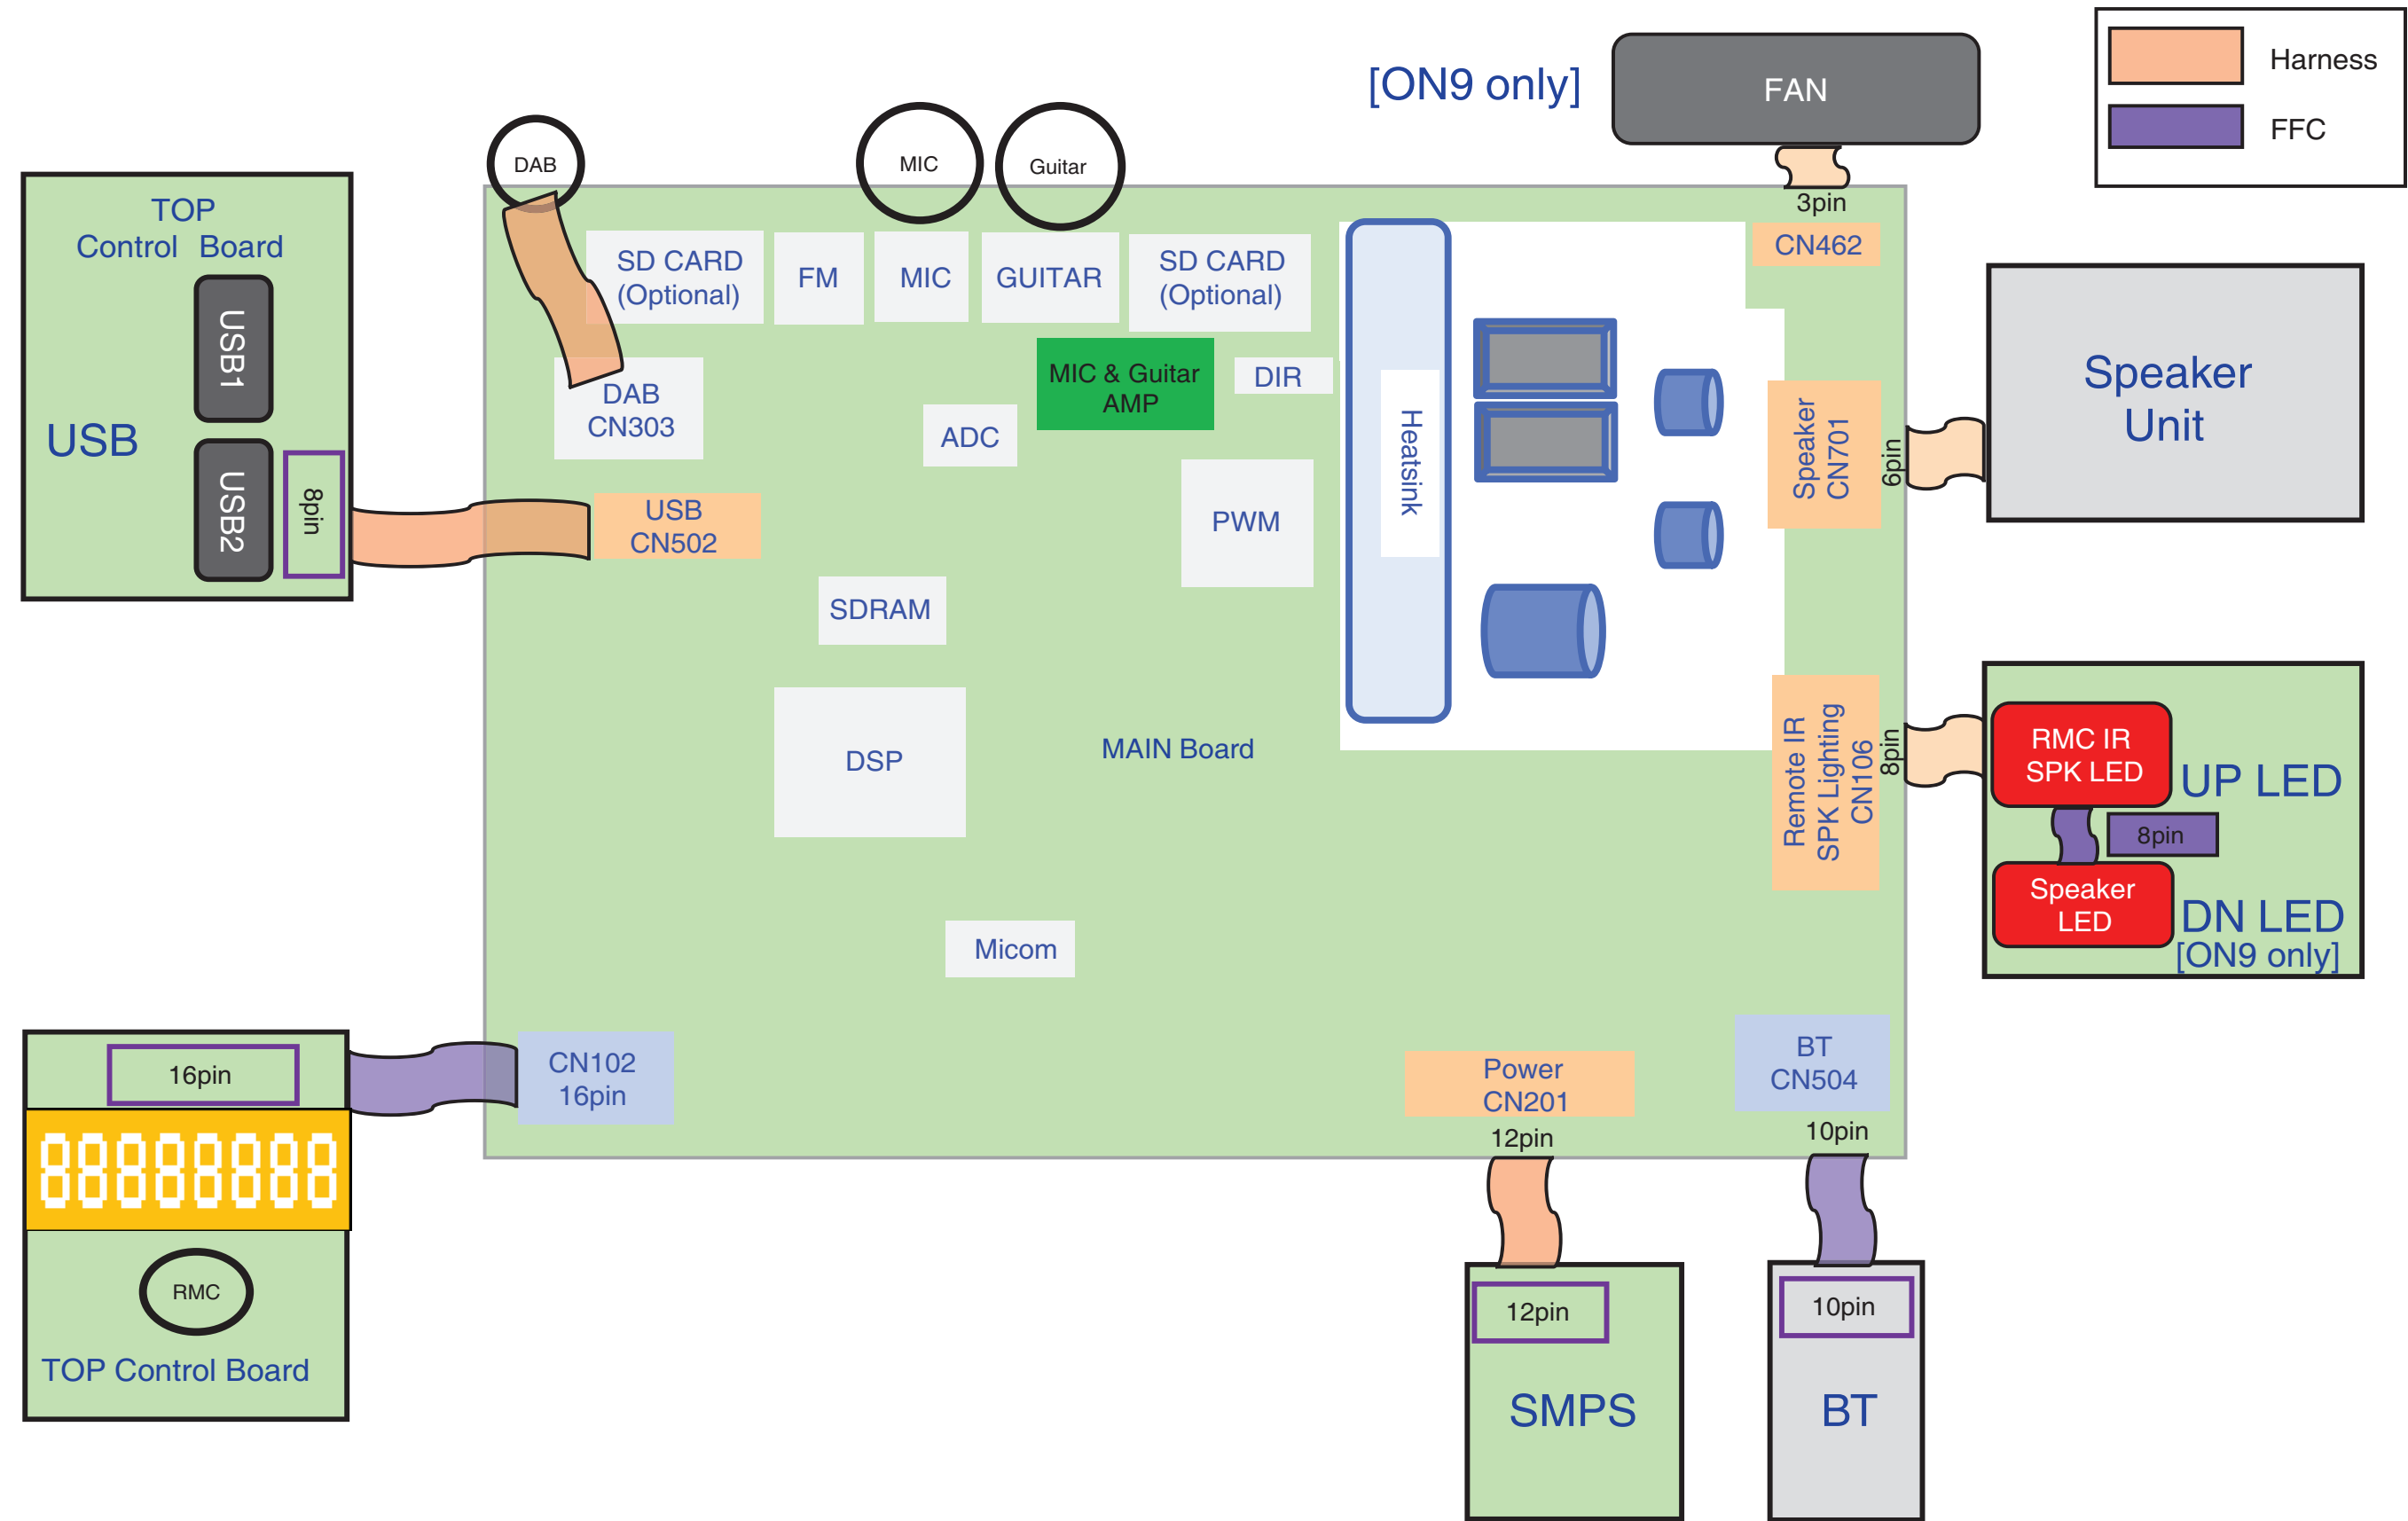 [ON9 only]
FAN
Harness
FFC
3pin
DAB
MIC
Guitar
TOP
Control Board
USB1
USB
USB2
8pin
SD CARD
(Optional)
FM
MIC
GUITAR
SD CARD
(Optional)
CN462
DAB
CN303
MIC & Guitar
AMP
DIR
ADC
Heatsink
Speaker
CN701
6pin
Speaker
Unit
USB
CN502
PWM
SDRAM
DSP
MAIN Board
Remote IR
SPK Lighting
CN106
8pin
RMC IR
SPK LED
UP LED
8pin
Speaker
LED
DN LED
[ON9 only]
Micom
16pin
CN102
16pin
88888888
RMC
TOP Control Board
Power
CN201
12pin
BT
CN504
10pin
12pin
SMPS
10pin
BT